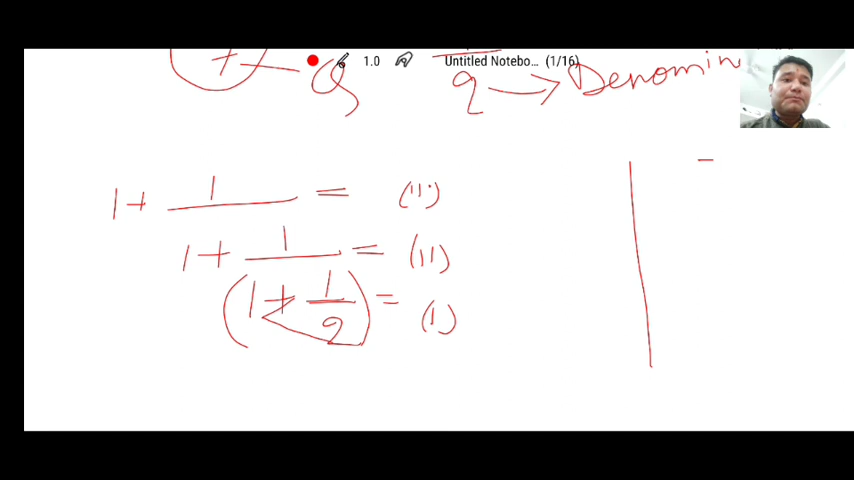 1.0 Untitled Notebo... (1/16)
q → Denomin
1 + 1 = (iii)
1 + 1 = (ii)
(1 + 1/2) = (i)